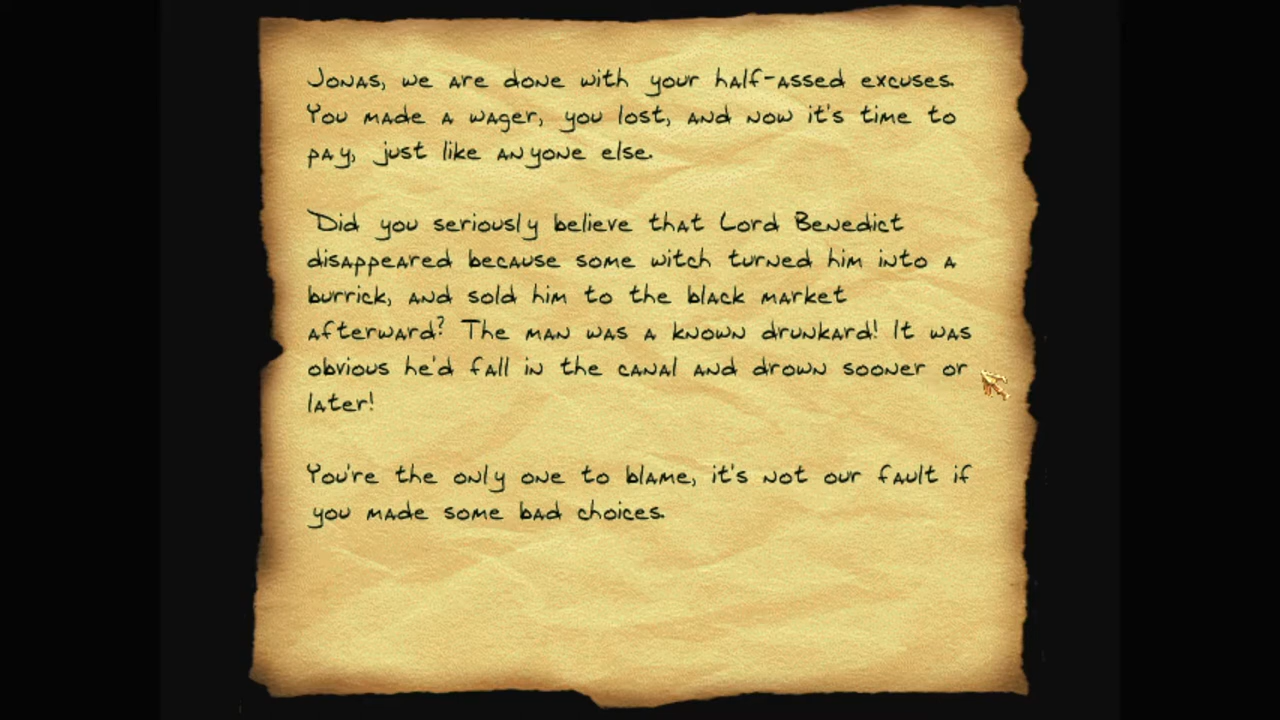 Jonas, we are done with your half-assed excuses.
You made a wager, you lost, and now it's time to
pay, just like anyone else.
Did you seriously believe that Lord Benedict
disappeared because some witch turned him into a
burrick, and sold him to the black market
afterward? The man was a known drunkard! It was
obvious he'd fall in the canal and drown sooner or
later!
You're the only one to blame, it's not our fault if
you made some bad choices.